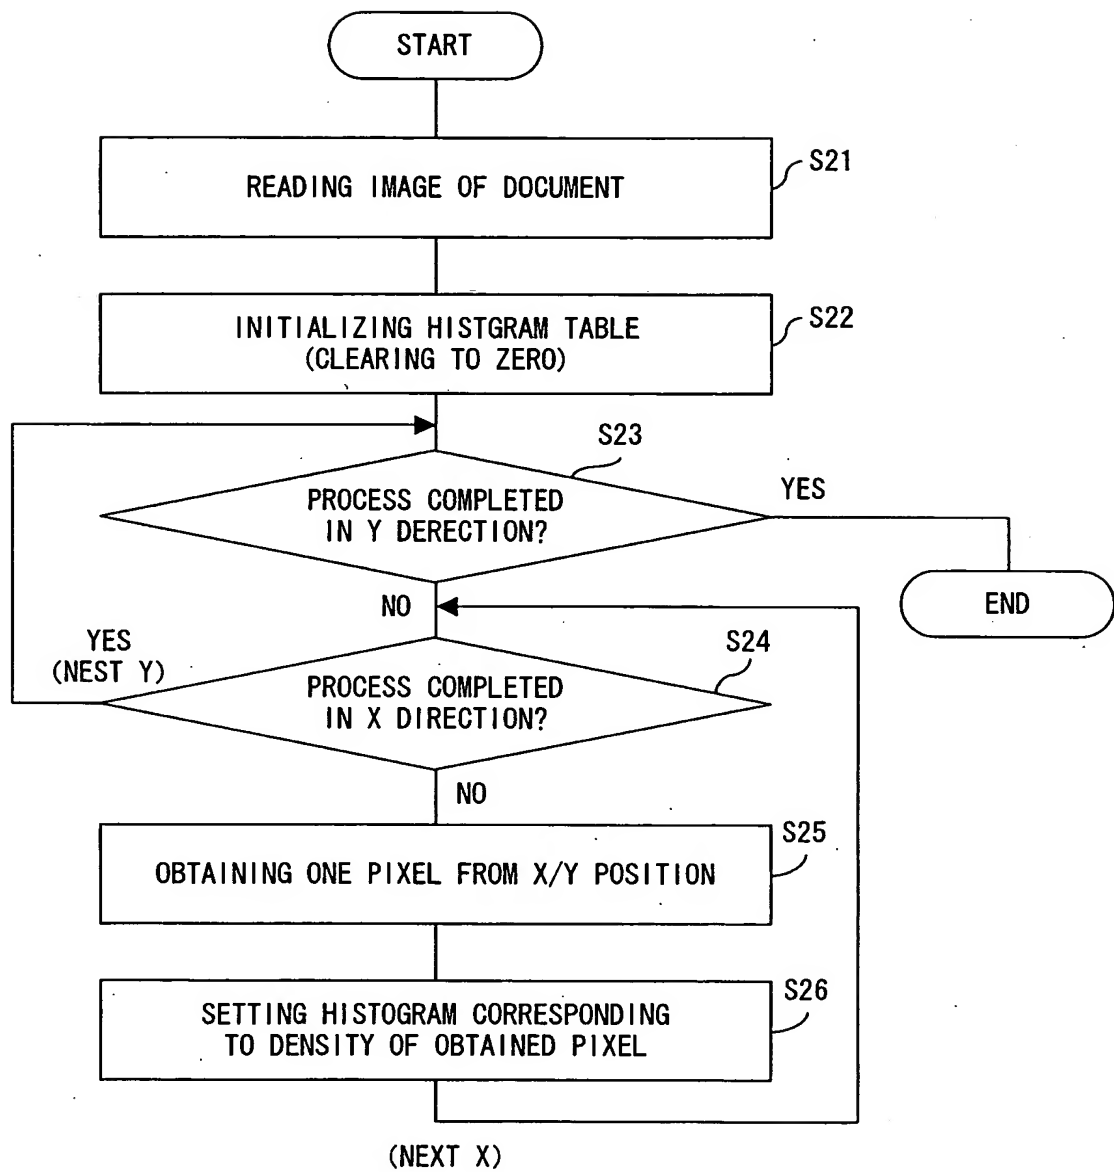 START
READING IMAGE OF DOCUMENT
S21
INITIALIZING HISTGRAM TABLE
(CLEARING TO ZERO)
S22
S23
PROCESS COMPLETED
IN Y DERECTION?
YES
END
NO
YES
(NEST Y)
S24
PROCESS COMPLETED
IN X DIRECTION?
NO
S25
OBTAINING ONE PIXEL FROM X/Y POSITION
S26
SETTING HISTOGRAM CORRESPONDING
TO DENSITY OF OBTAINED PIXEL
(NEXT X)